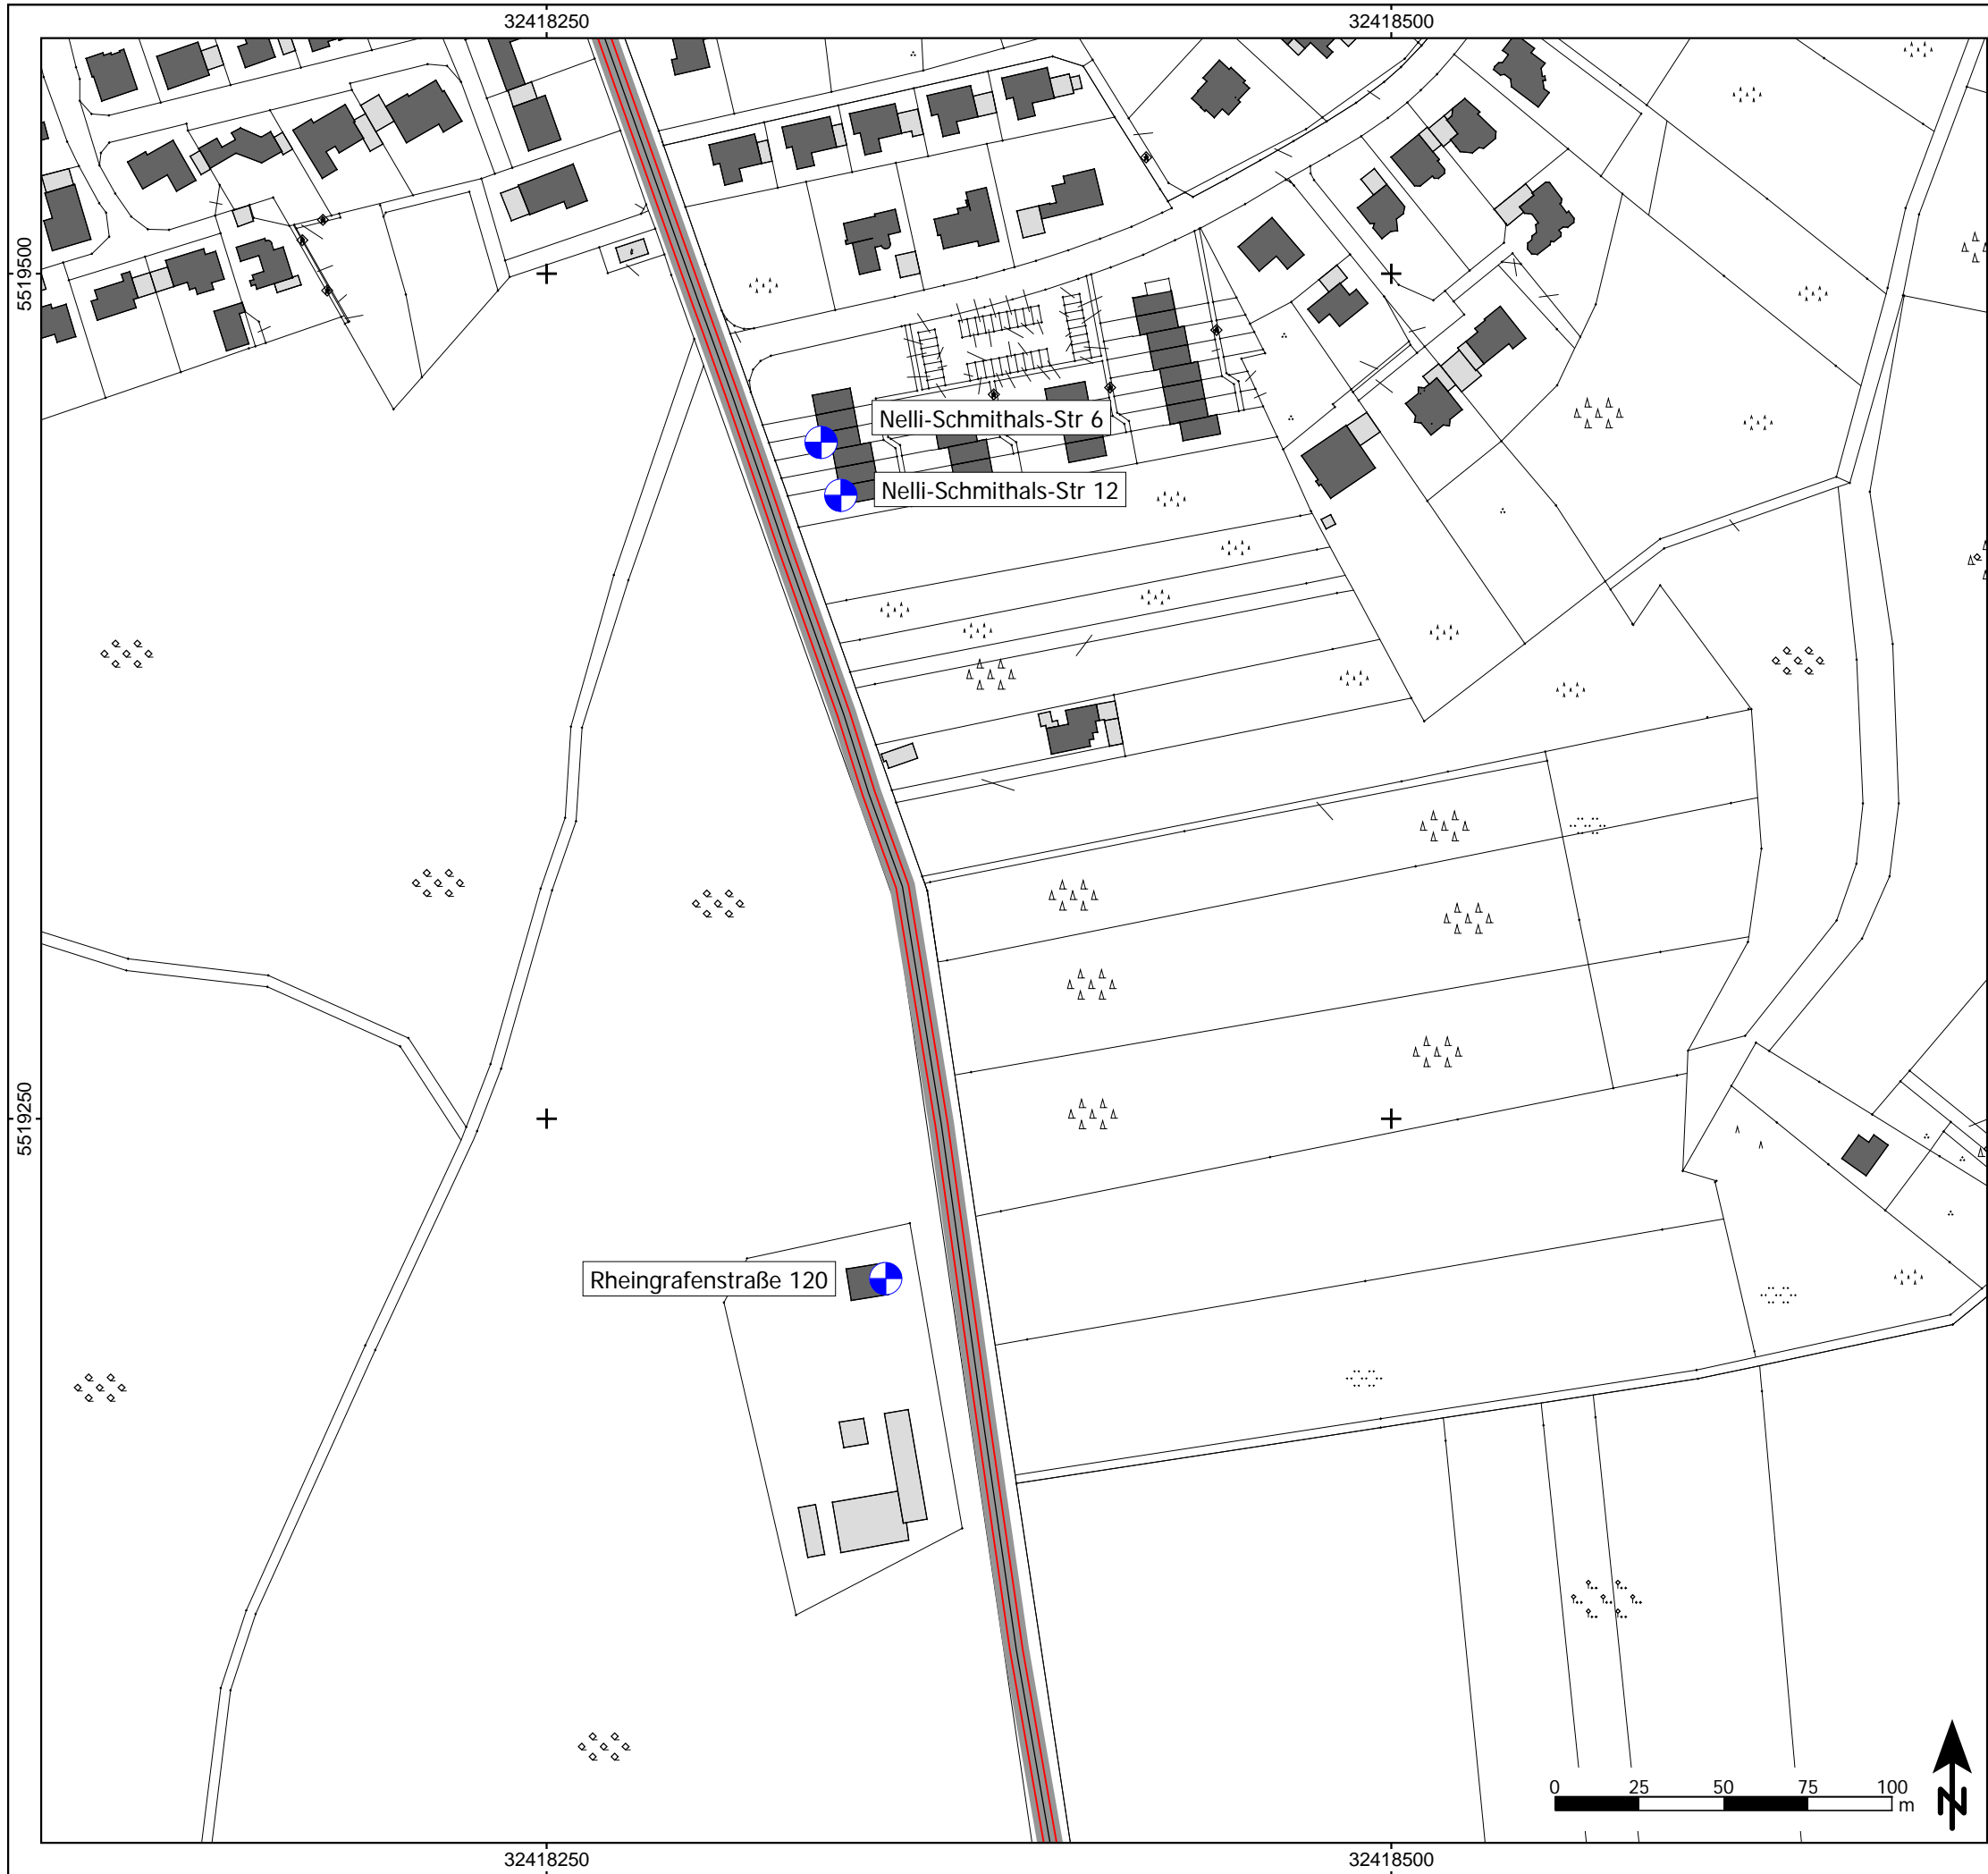 32418250 32418500
5519500
Nelli-Schmithals-Str 6
Nelli-Schmithals-Str 12
5519250
Rheingrafenstraße 120
0 25 50 75 100
m
N
32418250 32418500